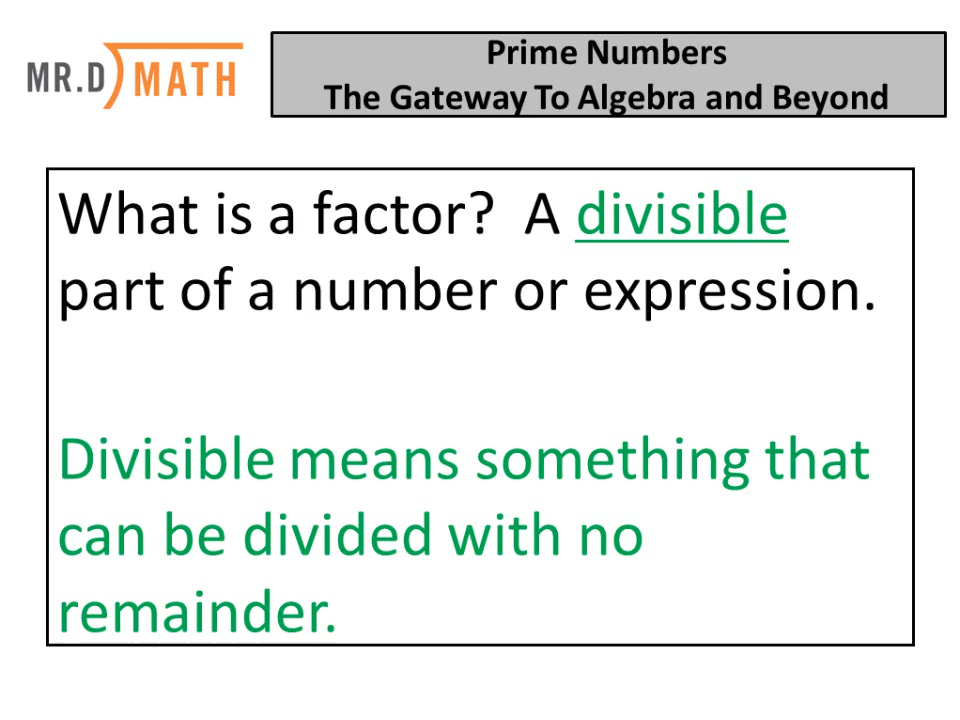 MR.D MATH
Prime Numbers
The Gateway To Algebra and Beyond
What is a factor?  A divisible
part of a number or expression.
Divisible means something that
can be divided with no
remainder.